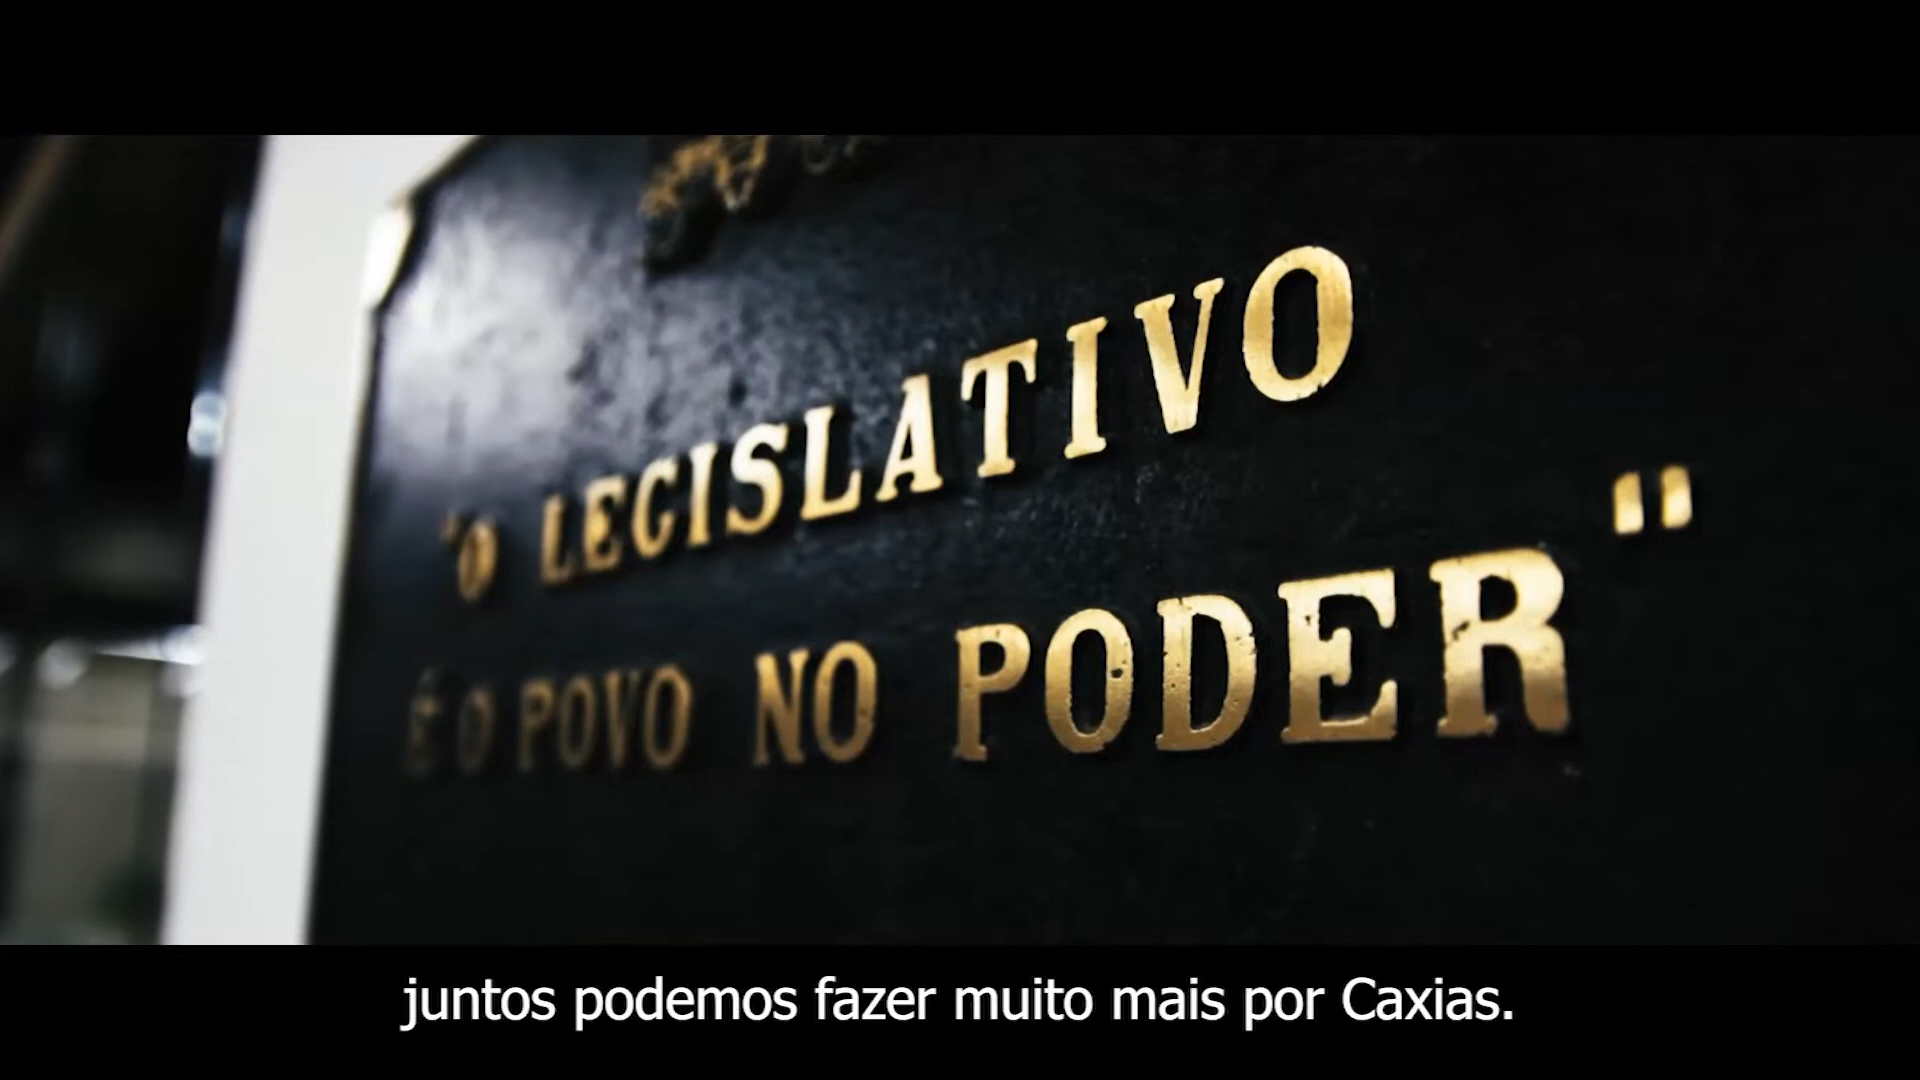 "O LEGISLATIVO
É O POVO NO PODER"
juntos podemos fazer muito mais por Caxias.